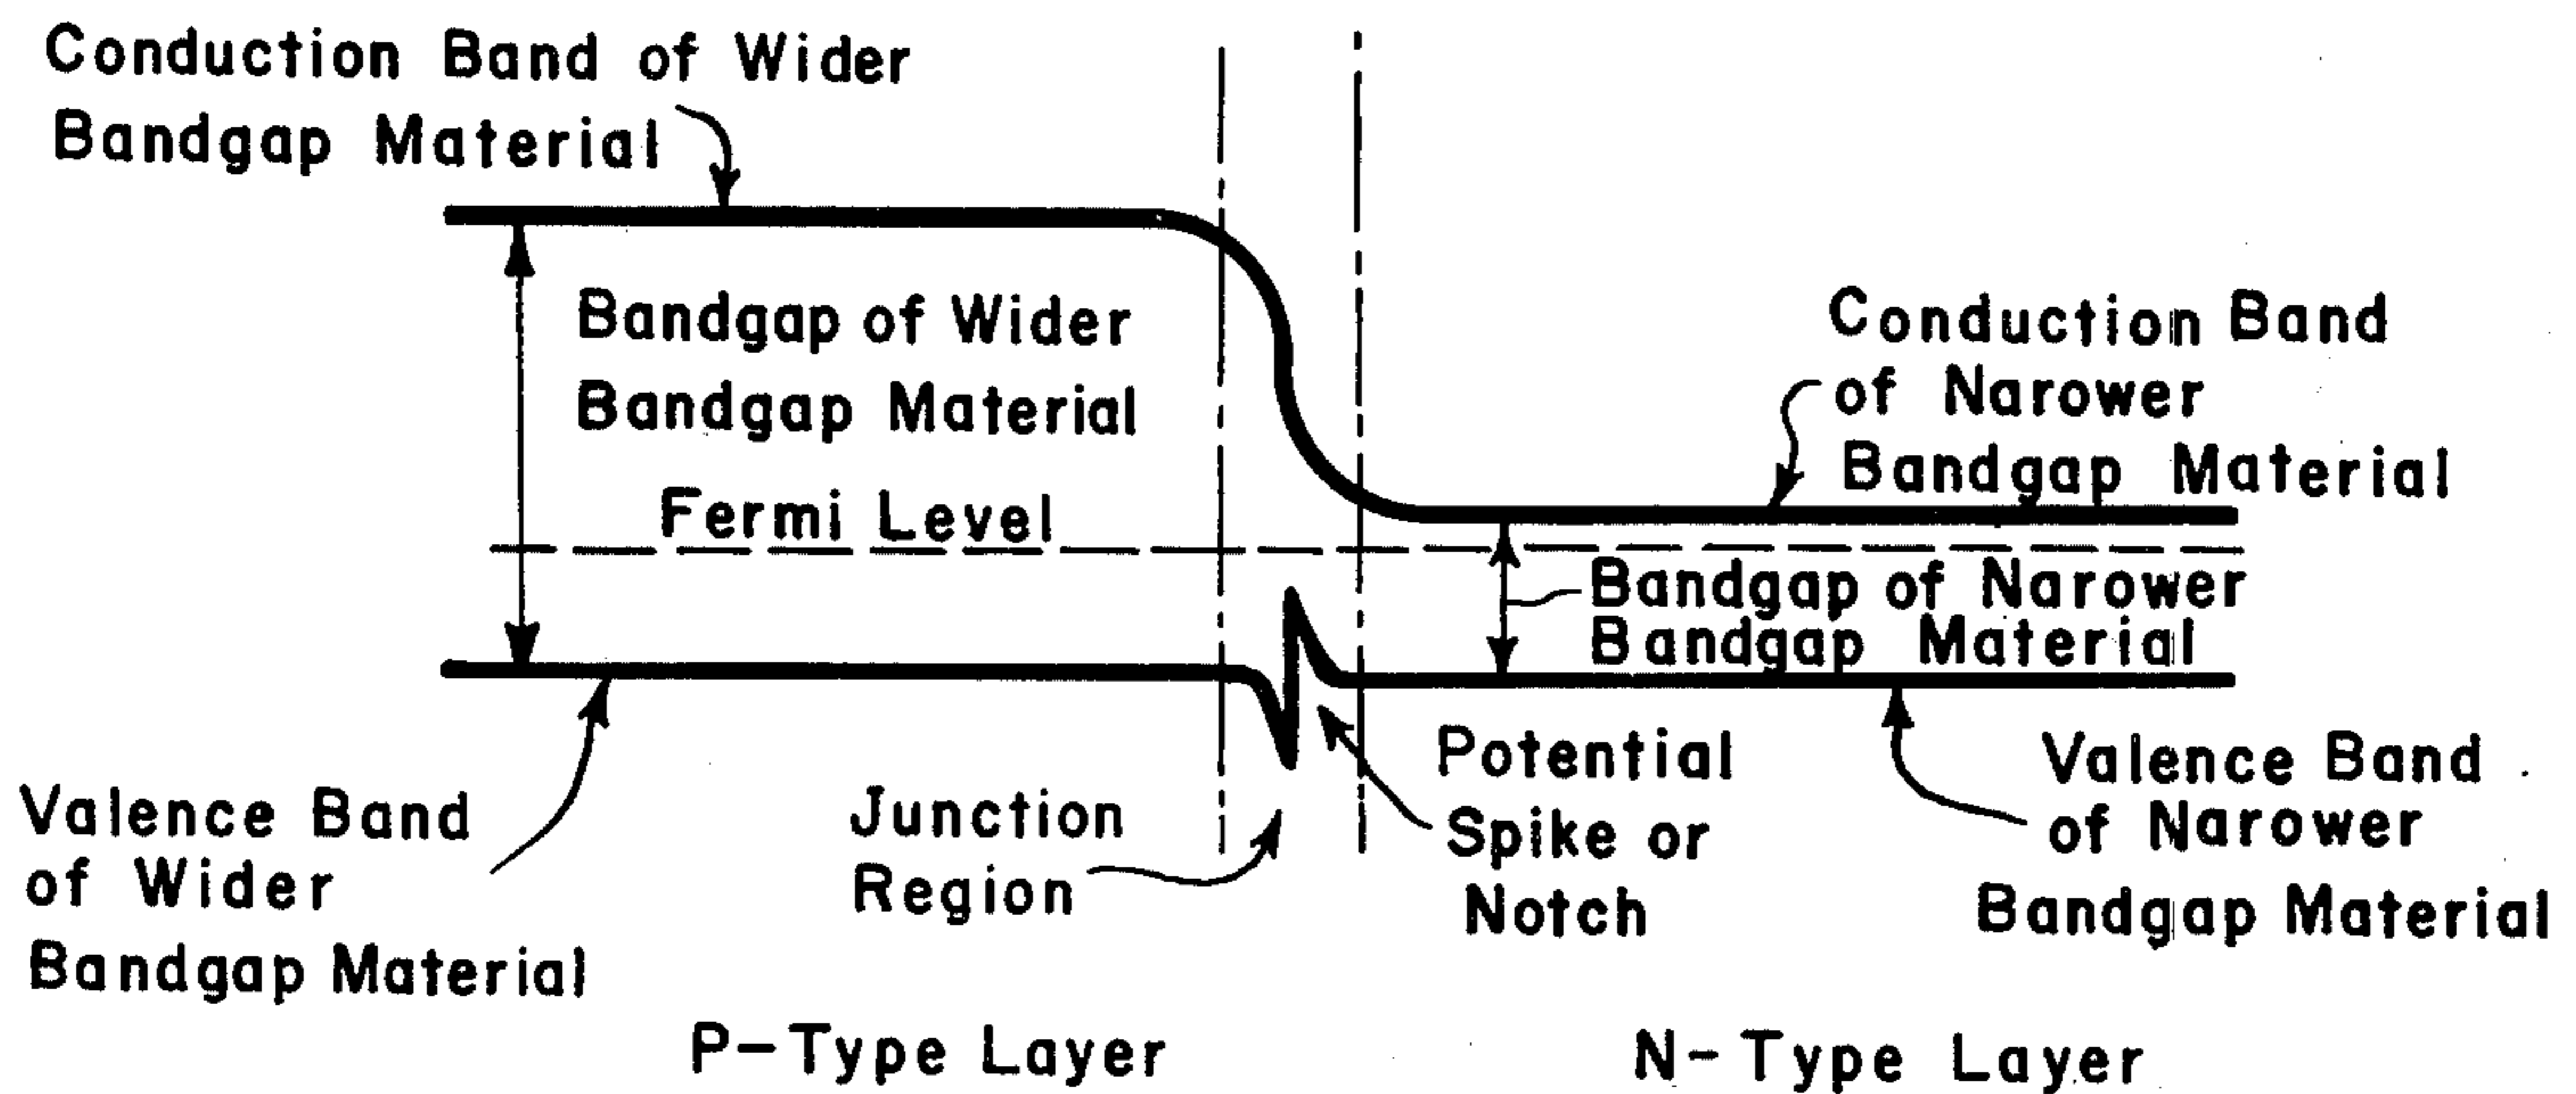 Conduction Band of Wider
Bandgap Material
Bandgap of Wider
Bandgap Material
Fermi Level
Conduction Band
of Narower
Bandgap Material
Bandgap of Narower
Bandgap Material
Valence Band
of Wider
Bandgap Material
Junction
Region
Potential
Spike or
Notch
Valence Band
of Narower
Bandgap Material
P-Type Layer
N-Type Layer